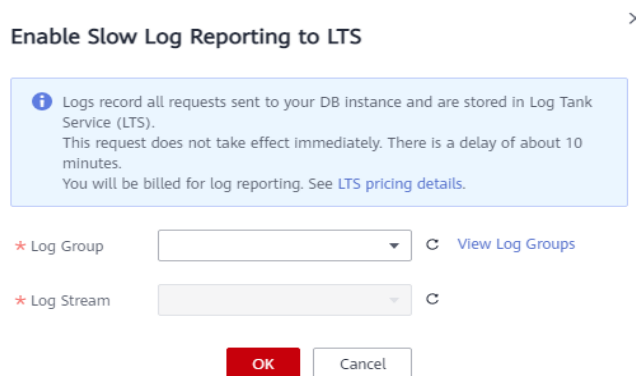 Enable Slow Log Reporting to LTS
Logs record all requests sent to your DB instance and are stored in Log Tank
Service (LTS).
This request does not take effect immediately. There is a delay of about 10
minutes.
You will be billed for log reporting. See LTS pricing details.
* Log Group
View Log Groups
* Log Stream
OK
Cancel